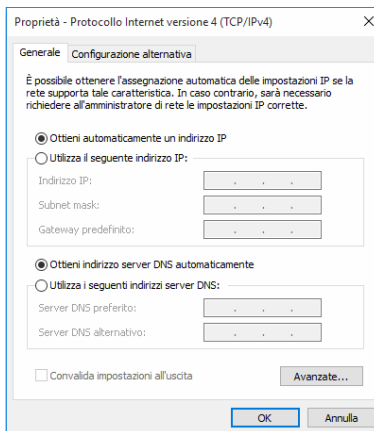 Proprietà - Protocollo Internet versione 4 (TCP/IPv4)
Generale Configurazione alternativa
È possibile ottenere l'assegnazione automatica delle impostazioni IP se la
rete supporta tale caratteristica. In caso contrario, sarà necessario
richiedere all'amministratore di rete le impostazioni IP corrette.
Ottieni automaticamente un indirizzo IP
Utilizza il seguente indirizzo IP:
Indirizzo IP:
Subnet mask:
Gateway predefinito:
Ottieni indirizzo server DNS automaticamente
Utilizza i seguenti indirizzi server DNS:
Server DNS preferito:
Server DNS alternativo:
Convalida impostazioni all'uscita
Avanzate...
OK Annulla